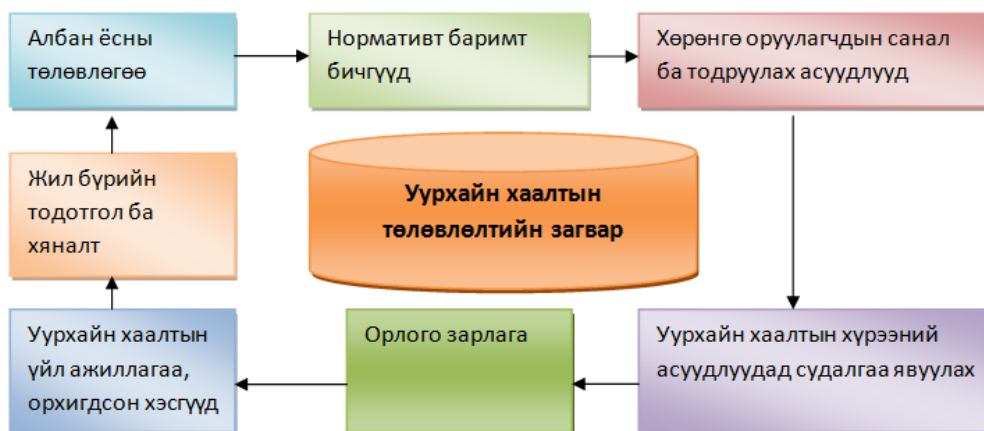 Албан ёсны
төлөвлөгөө
Нормативт баримт
бичгүүд
Хөрөнгө оруулагчдын санал
ба тодруулах асуудлууд
Жил бүрийн
тодотгол ба
хяналт
Уурхайн хаалтын
төлөвлөлтийн загвар
Уурхайн хаалтын
үйл ажиллагаа,
орхигдсон хэсгүүд
Орлого зарлага
Уурхайн хаалтын хүрээний
асуудлуудад судалгаа явуулах